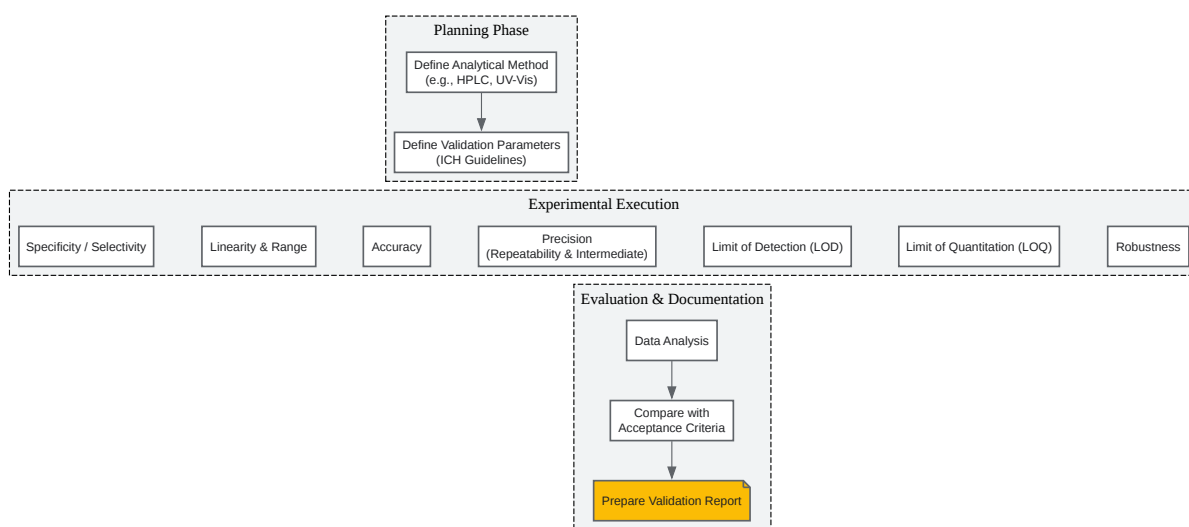 Planning Phase
Define Analytical Method
(e.g., HPLC, UV-Vis)
Define Validation Parameters
(ICH Guidelines)
Experimental Execution
Specificity / Selectivity
Linearity & Range
Accuracy
Precision
(Repeatability & Intermediate)
Limit of Detection (LOD)
Limit of Quantitation (LOQ)
Robustness
Evaluation & Documentation
Data Analysis
Compare with
Acceptance Criteria
Prepare Validation Report